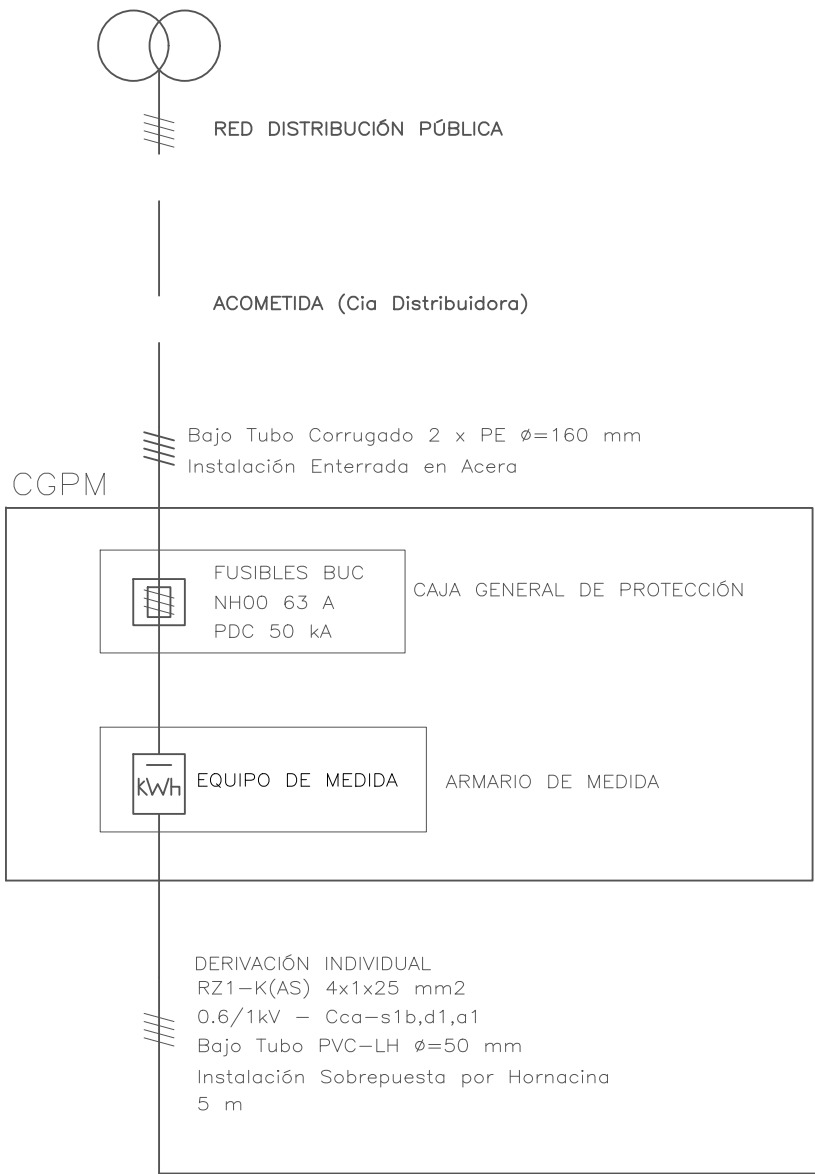 RED DISTRIBUCIÓN PÚBLICA
ACOMETIDA (Cia Distribuidora)
Bajo Tubo Corrugado 2 x PE ø=160 mm
Instalación Enterrada en Acera
CGPM
FUSIBLES BUC
NH00 63 A
PDC 50 kA
CAJA GENERAL DE PROTECCIÓN
kWh
EQUIPO DE MEDIDA
ARMARIO DE MEDIDA
DERIVACIÓN INDIVIDUAL
RZ1-K(AS) 4x1x25 mm2
0.6/1kV - Cca-s1b,d1,a1
Bajo Tubo PVC-LH ø=50 mm
Instalación Sobrepuesta por Hornacina
5 m